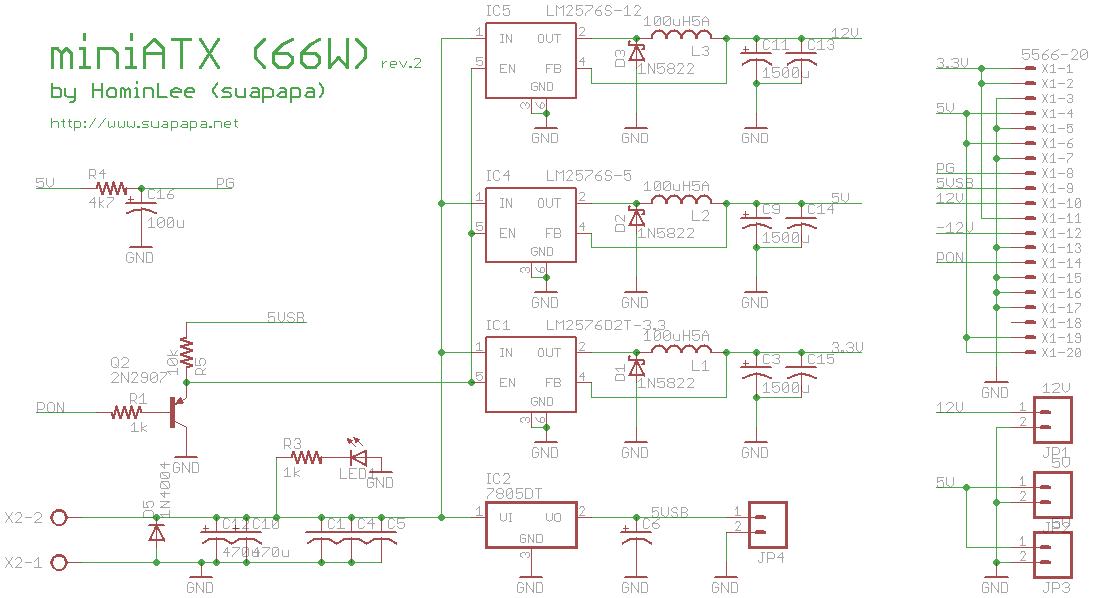 miniATX (66W) rev.2
by HominLee (suapapa)
http://www.suapapa.net
5V
R4
4k7
C16
100u
PG
GND
5USB
Q2
2N2907
10k
R5
PON
R1
1k
GND
R3
1k
LED1
GND
X2-2
X2-1
D5
1N4004
C12
470u
C10
470u
C1
C4
C5
GND
IC5
LM2576S-12
1
IN
OUT
2
5
EN
FB
4
GND
3
6
GND
D3
1N5822
GND
100uH5A
L3
C11
1500u
C13
12V
GND
IC4
LM2576S-5
1
IN
OUT
2
5
EN
FB
4
GND
3
6
GND
D2
1N5822
GND
100uH5A
L2
C9
1500u
C14
5V
GND
IC1
LM2576D2T-3.3
1
IN
OUT
2
5
EN
FB
4
GND
3
6
GND
D1
1N5822
GND
100uH5A
L1
C3
1500u
C15
3.3V
GND
IC2
7805DT
1
UI
UO
2
GND
3
GND
C6
GND
5USB
1
2
JP4
GND
5566-20
3.3V
X1-1
X1-2
X1-3
5V
X1-4
X1-5
X1-6
X1-7
PG
X1-8
5VSB
X1-9
12V
X1-10
X1-11
-12V
X1-12
X1-13
PON
X1-14
X1-15
X1-16
X1-17
X1-18
X1-19
X1-20
GND
12V
12V
1
2
JP1
5V
5V
1
2
JP2
5V
1
2
JP3
GND